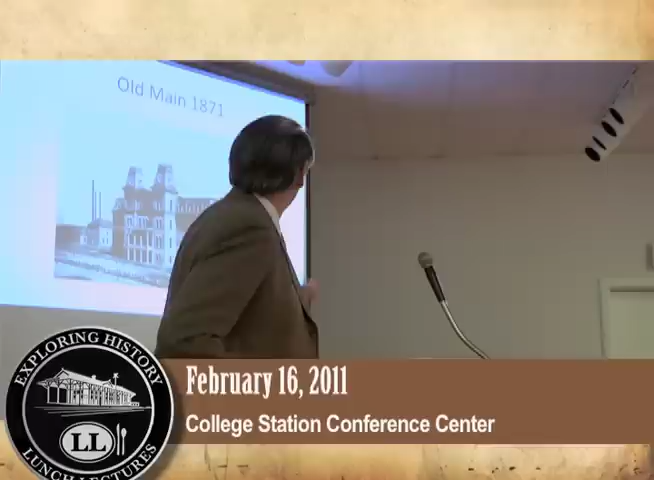 Old Main 1871
February 16, 2011
College Station Conference Center
EXPLORING HISTORY
LL
LUNCH LECTURES